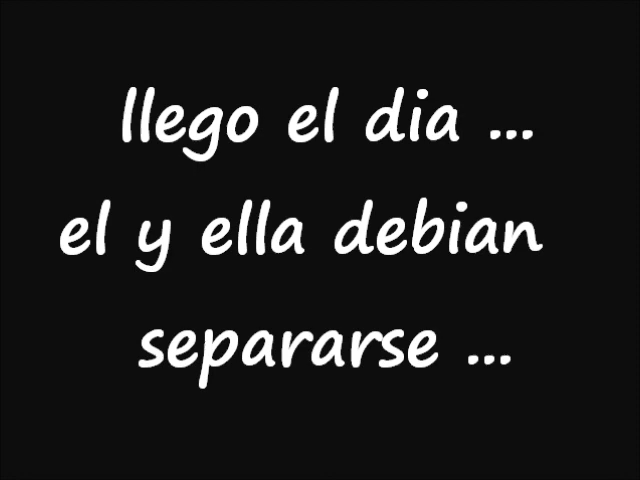 llego el dia ...
el y ella debian
separarse ...